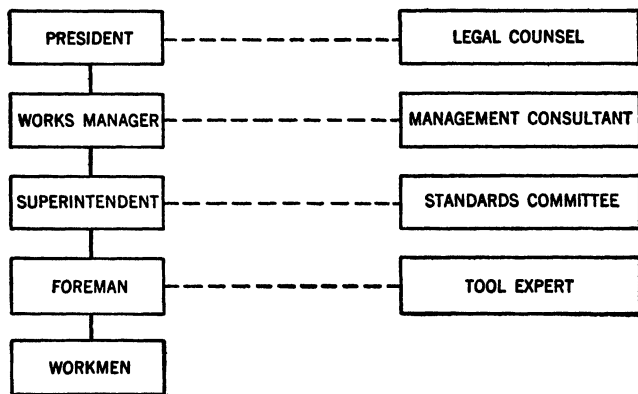 PRESIDENT
LEGAL COUNSEL
WORKS MANAGER
MANAGEMENT CONSULTANT
SUPERINTENDENT
STANDARDS COMMITTEE
FOREMAN
TOOL EXPERT
WORKMEN